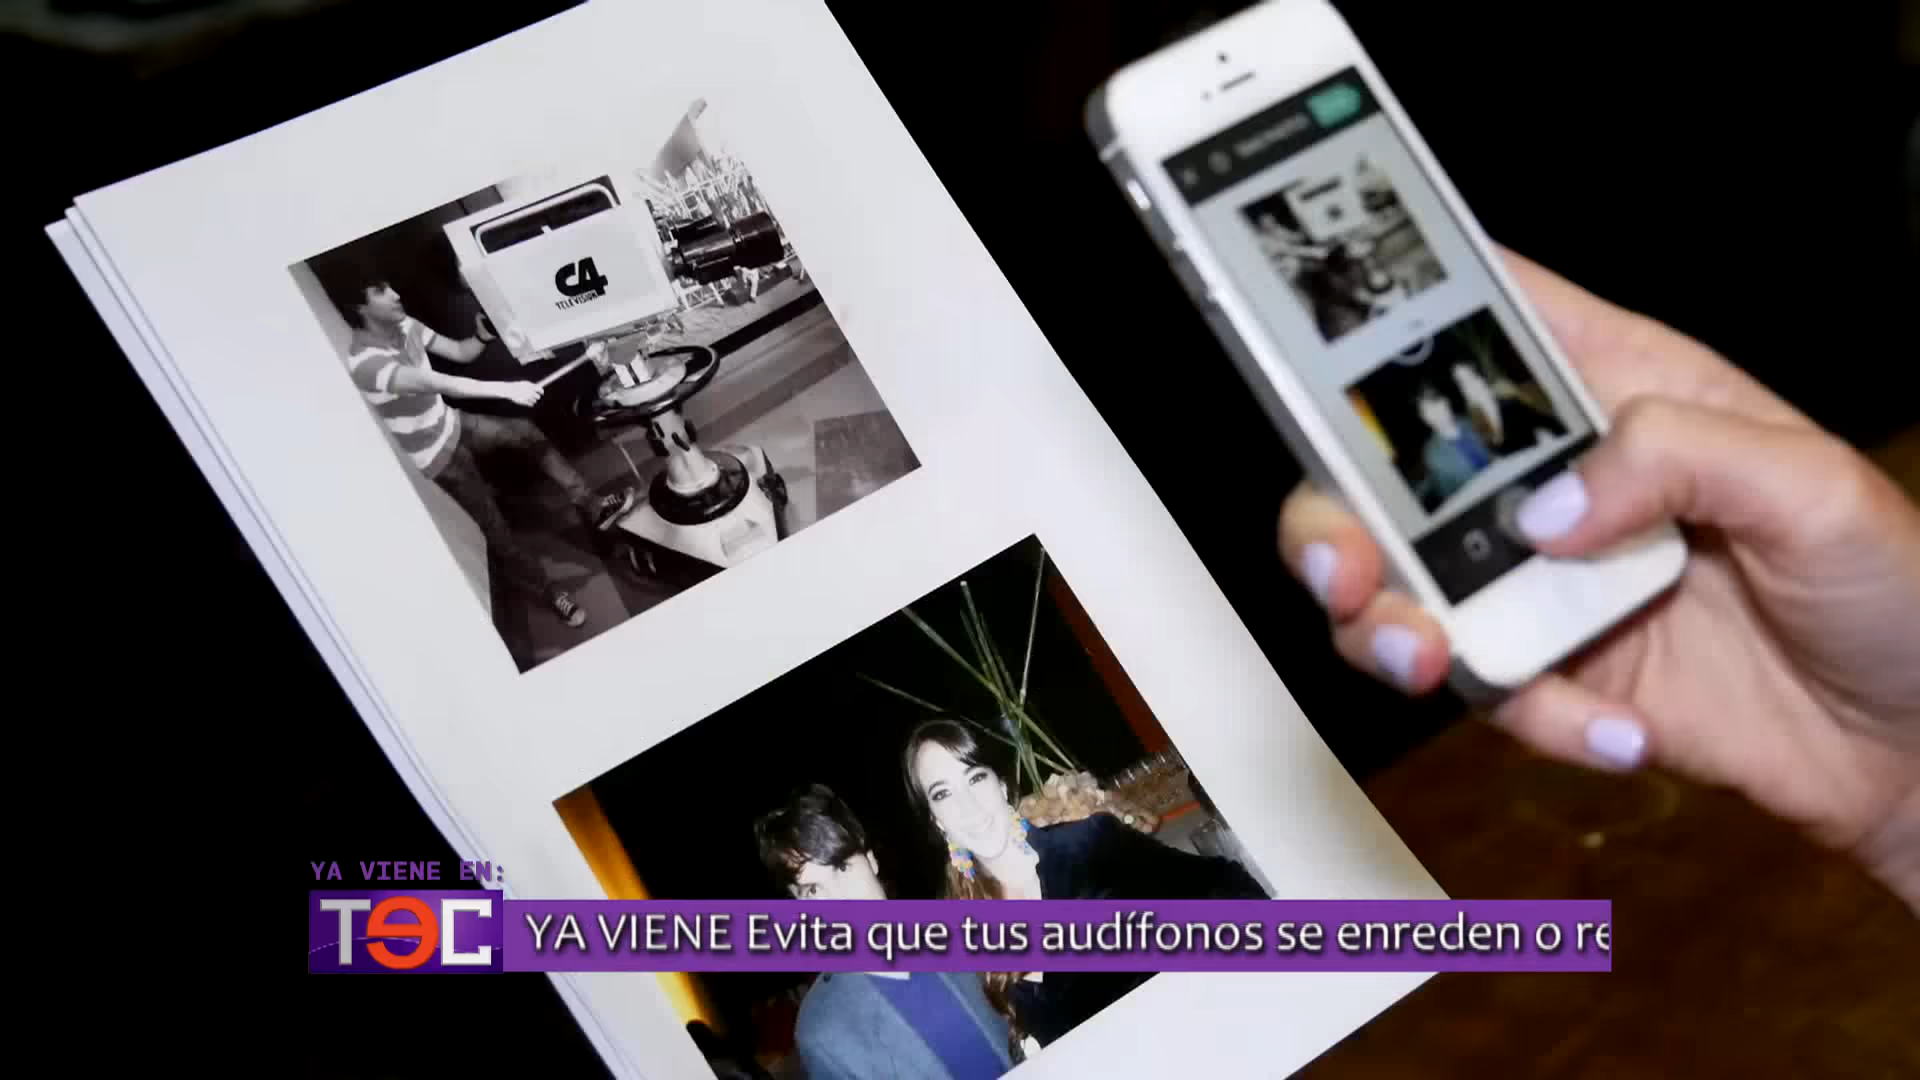 C4
TELEVISION
YA VIENE EN:
TEC
YA VIENE Evita que tus audífonos se enreden o re